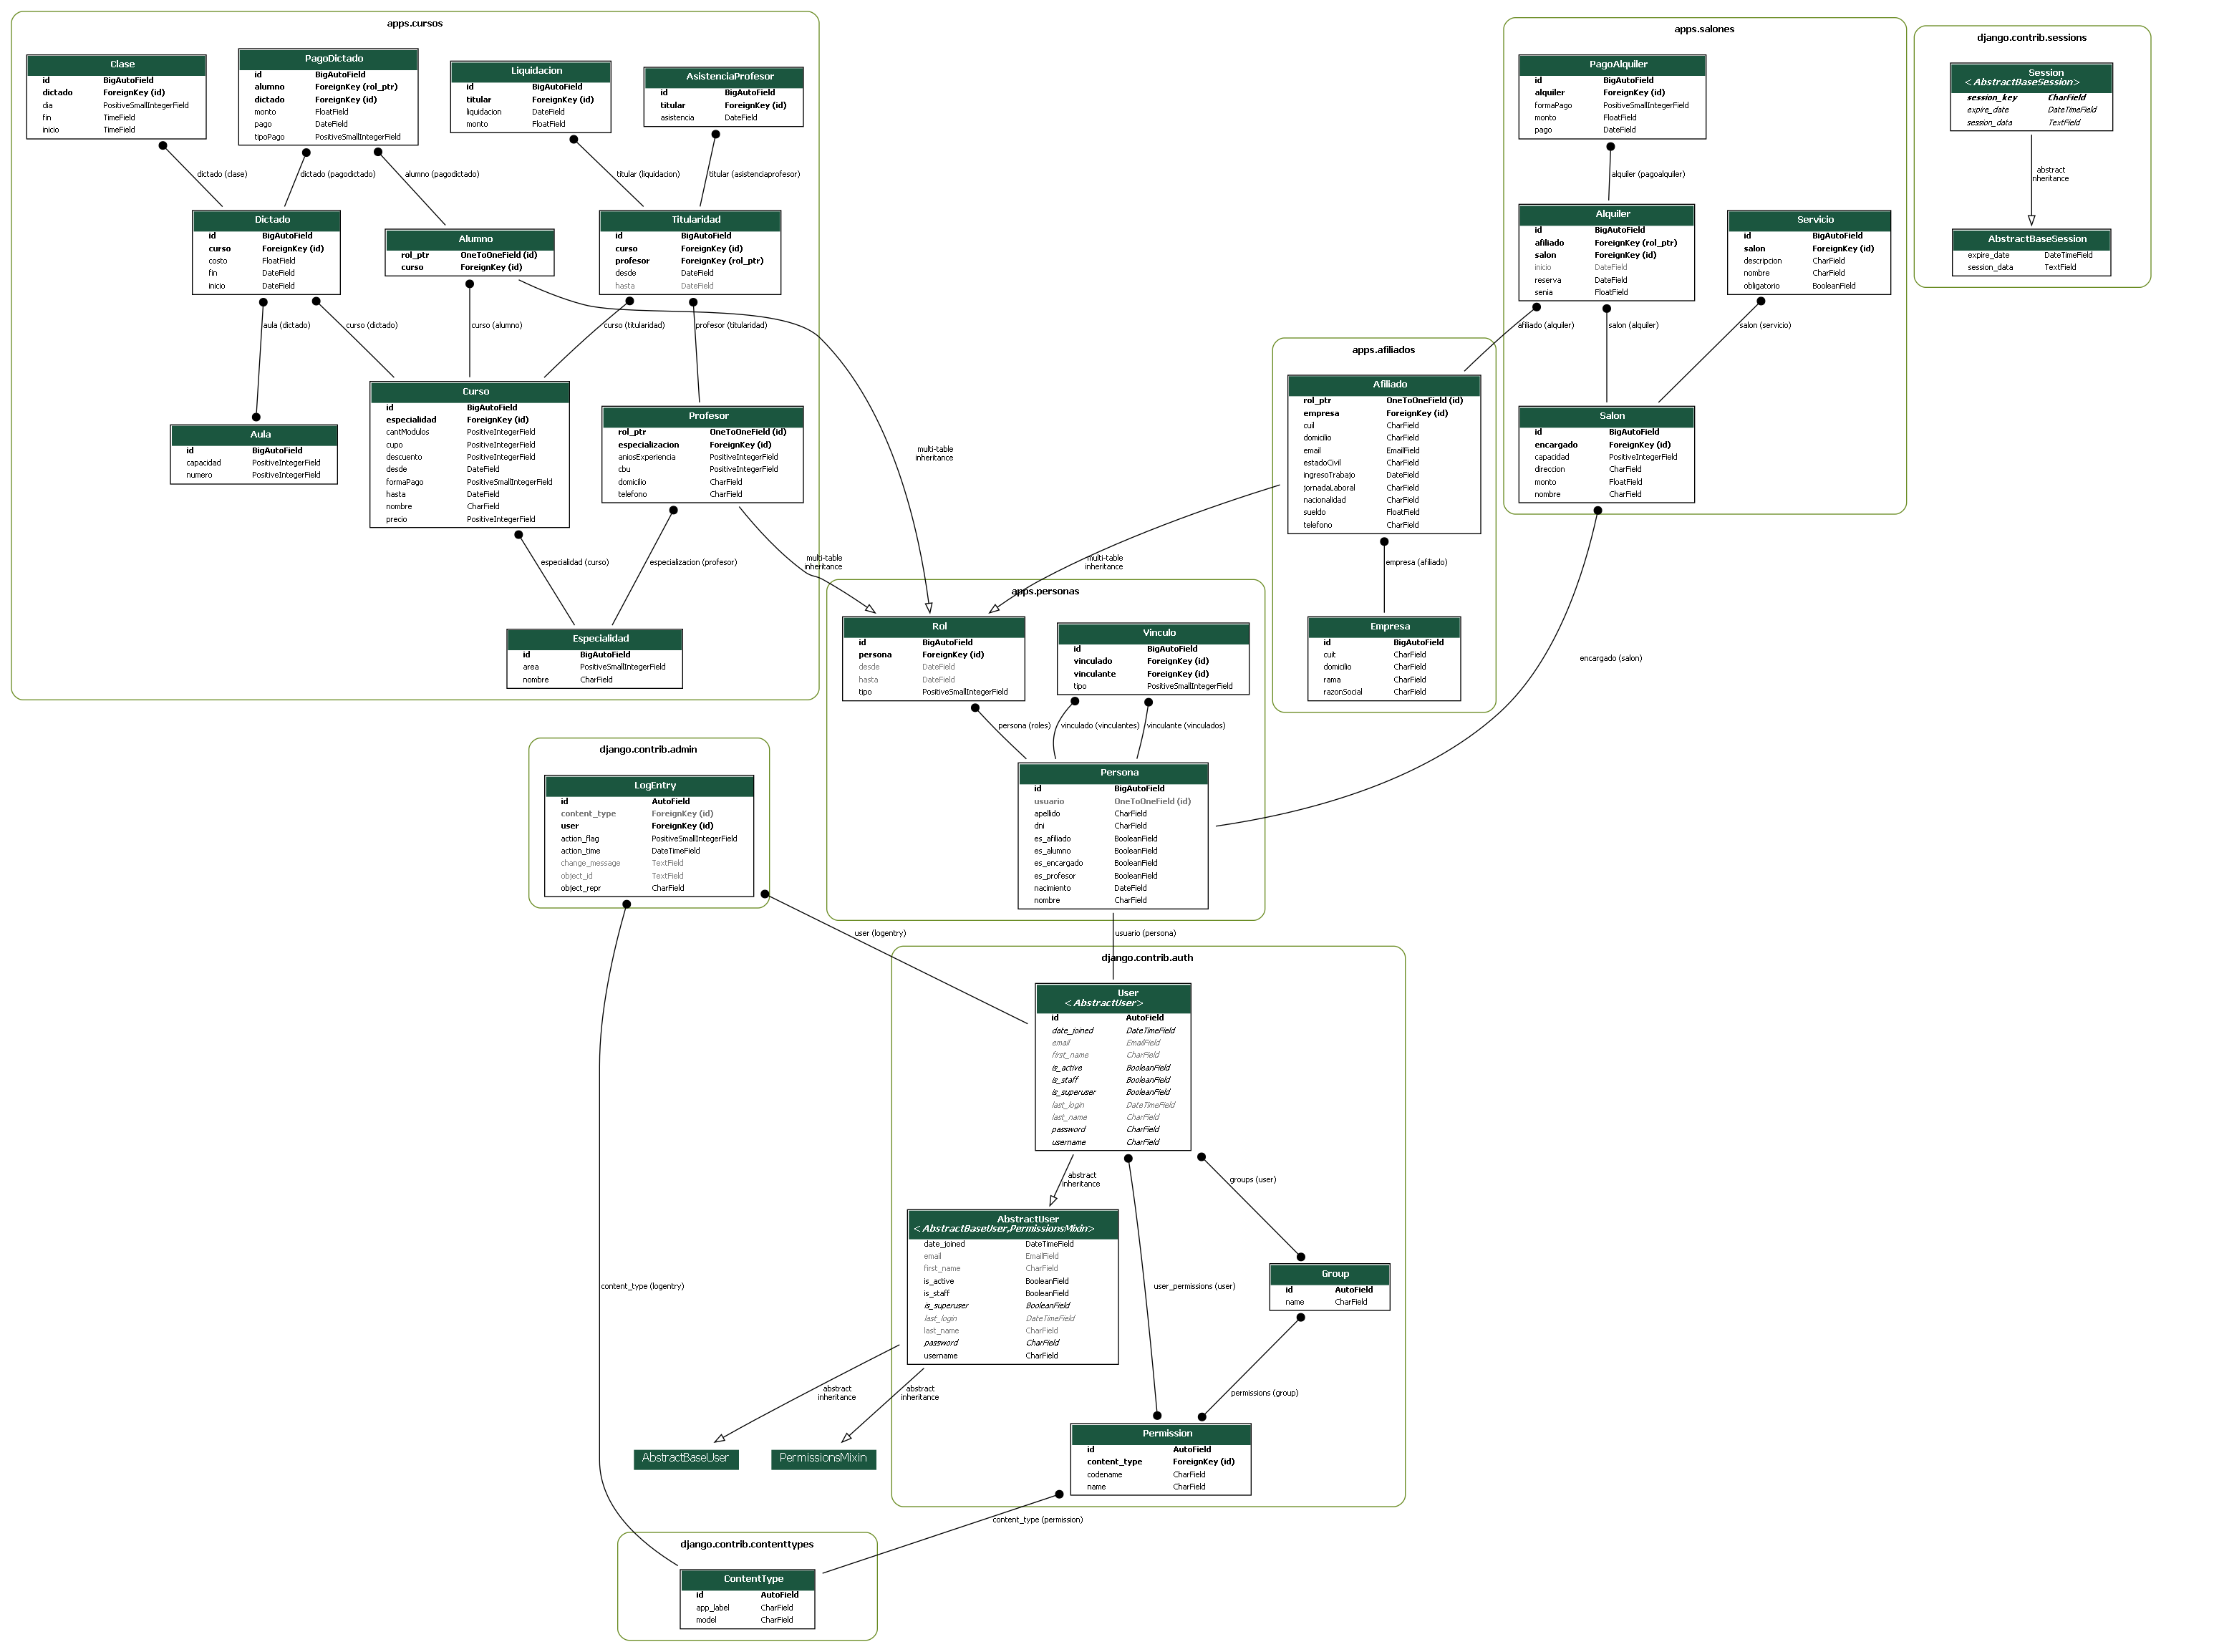 apps.cursos
Clase
id BigAutoField
dictado ForeignKey (id)
dia PositiveSmallIntegerField
fin TimeField
inicio TimeField
PagoDictado
id BigAutoField
alumno ForeignKey (rol_ptr)
dictado ForeignKey (id)
monto FloatField
pago DateField
tipoPago PositiveSmallIntegerField
Liquidacion
id BigAutoField
titular ForeignKey (id)
liquidacion DateField
monto FloatField
AsistenciaProfesor
id BigAutoField
titular ForeignKey (id)
asistencia DateField
dictado (clase)
dictado (pagodictado)
alumno (pagodictado)
titular (liquidacion)
titular (asistenciaprofesor)
Dictado
id BigAutoField
curso ForeignKey (id)
costo FloatField
fin DateField
inicio DateField
Alumno
rol_ptr OneToOneField (id)
curso ForeignKey (id)
Titularidad
id BigAutoField
curso ForeignKey (id)
profesor ForeignKey (rol_ptr)
desde DateField
hasta DateField
aula (dictado)
curso (dictado)
curso (alumno)
curso (titularidad)
profesor (titularidad)
Aula
id BigAutoField
capacidad PositiveIntegerField
numero PositiveIntegerField
Curso
id BigAutoField
especialidad ForeignKey (id)
cantModulos PositiveIntegerField
cupo PositiveIntegerField
descuento PositiveIntegerField
desde DateField
formaPago PositiveSmallIntegerField
hasta DateField
nombre CharField
precio PositiveIntegerField
Profesor
rol_ptr OneToOneField (id)
especializacion ForeignKey (id)
aniosExperiencia PositiveIntegerField
cbu PositiveIntegerField
domicilio CharField
telefono CharField
especialidad (curso)
especializacion (profesor)
Especialidad
id BigAutoField
area PositiveSmallIntegerField
nombre CharField
multi-table
inheritance
multi-table
inheritance
multi-table
inheritance
apps.salones
PagoAlquiler
id BigAutoField
alquiler ForeignKey (id)
formaPago PositiveSmallIntegerField
monto FloatField
pago DateField
alquiler (pagoalquiler)
Alquiler
id BigAutoField
afiliado ForeignKey (rol_ptr)
salon ForeignKey (id)
inicio DateField
reserva DateField
senia FloatField
Servicio
id BigAutoField
salon ForeignKey (id)
descripcion CharField
nombre CharField
obligatorio BooleanField
afiliado (alquiler)
salon (alquiler)
salon (servicio)
Salon
id BigAutoField
encargado ForeignKey (id)
capacidad PositiveIntegerField
direccion CharField
monto FloatField
nombre CharField
encargado (salon)
django.contrib.sessions
Session
<AbstractBaseSession>
session_key CharField
expire_date DateTimeField
session_data TextField
abstract
inheritance
AbstractBaseSession
expire_date DateTimeField
session_data TextField
apps.afiliados
Afiliado
rol_ptr OneToOneField (id)
empresa ForeignKey (id)
cuil CharField
domicilio CharField
email EmailField
estadoCivil CharField
ingresoTrabajo DateField
jornadaLaboral CharField
nacionalidad CharField
sueldo FloatField
telefono CharField
empresa (afiliado)
Empresa
id BigAutoField
cuit CharField
domicilio CharField
rama CharField
razonSocial CharField
apps.personas
Rol
id BigAutoField
persona ForeignKey (id)
desde DateField
hasta DateField
tipo PositiveSmallIntegerField
Vinculo
id BigAutoField
vinculado ForeignKey (id)
vinculante ForeignKey (id)
tipo PositiveSmallIntegerField
persona (roles)
vinculado (vinculantes)
vinculante (vinculados)
Persona
id BigAutoField
usuario OneToOneField (id)
apellido CharField
dni CharField
es_afiliado BooleanField
es_alumno BooleanField
es_encargado BooleanField
es_profesor BooleanField
nacimiento DateField
nombre CharField
usuario (persona)
django.contrib.admin
LogEntry
id AutoField
content_type ForeignKey (id)
user ForeignKey (id)
action_flag PositiveSmallIntegerField
action_time DateTimeField
change_message TextField
object_id TextField
object_repr CharField
user (logentry)
content_type (logentry)
django.contrib.auth
User
<AbstractUser>
id AutoField
date_joined DateTimeField
email EmailField
first_name CharField
is_active BooleanField
is_staff BooleanField
is_superuser BooleanField
last_login DateTimeField
last_name CharField
password CharField
username CharField
abstract
inheritance
groups (user)
user_permissions (user)
AbstractUser
<AbstractBaseUser,PermissionsMixin>
date_joined DateTimeField
email EmailField
first_name CharField
is_active BooleanField
is_staff BooleanField
is_superuser BooleanField
last_login DateTimeField
last_name CharField
password CharField
username CharField
Group
id AutoField
name CharField
permissions (group)
abstract
inheritance
abstract
inheritance
AbstractBaseUser
PermissionsMixin
Permission
id AutoField
content_type ForeignKey (id)
codename CharField
name CharField
content_type (permission)
django.contrib.contenttypes
ContentType
id AutoField
app_label CharField
model CharField